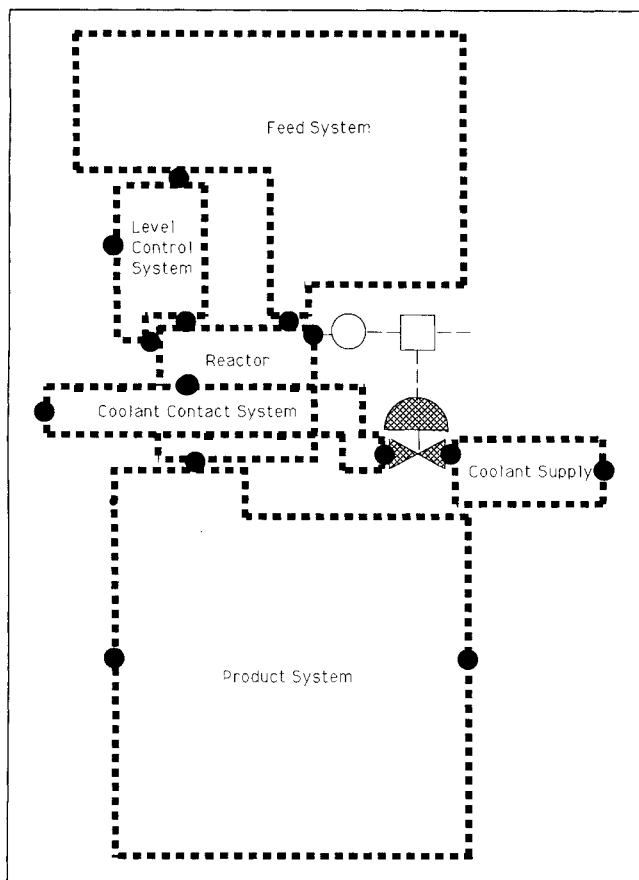 Feed System
Level
Control
System
Reactor
Coolant Contact System
Coolant Supply
Product System